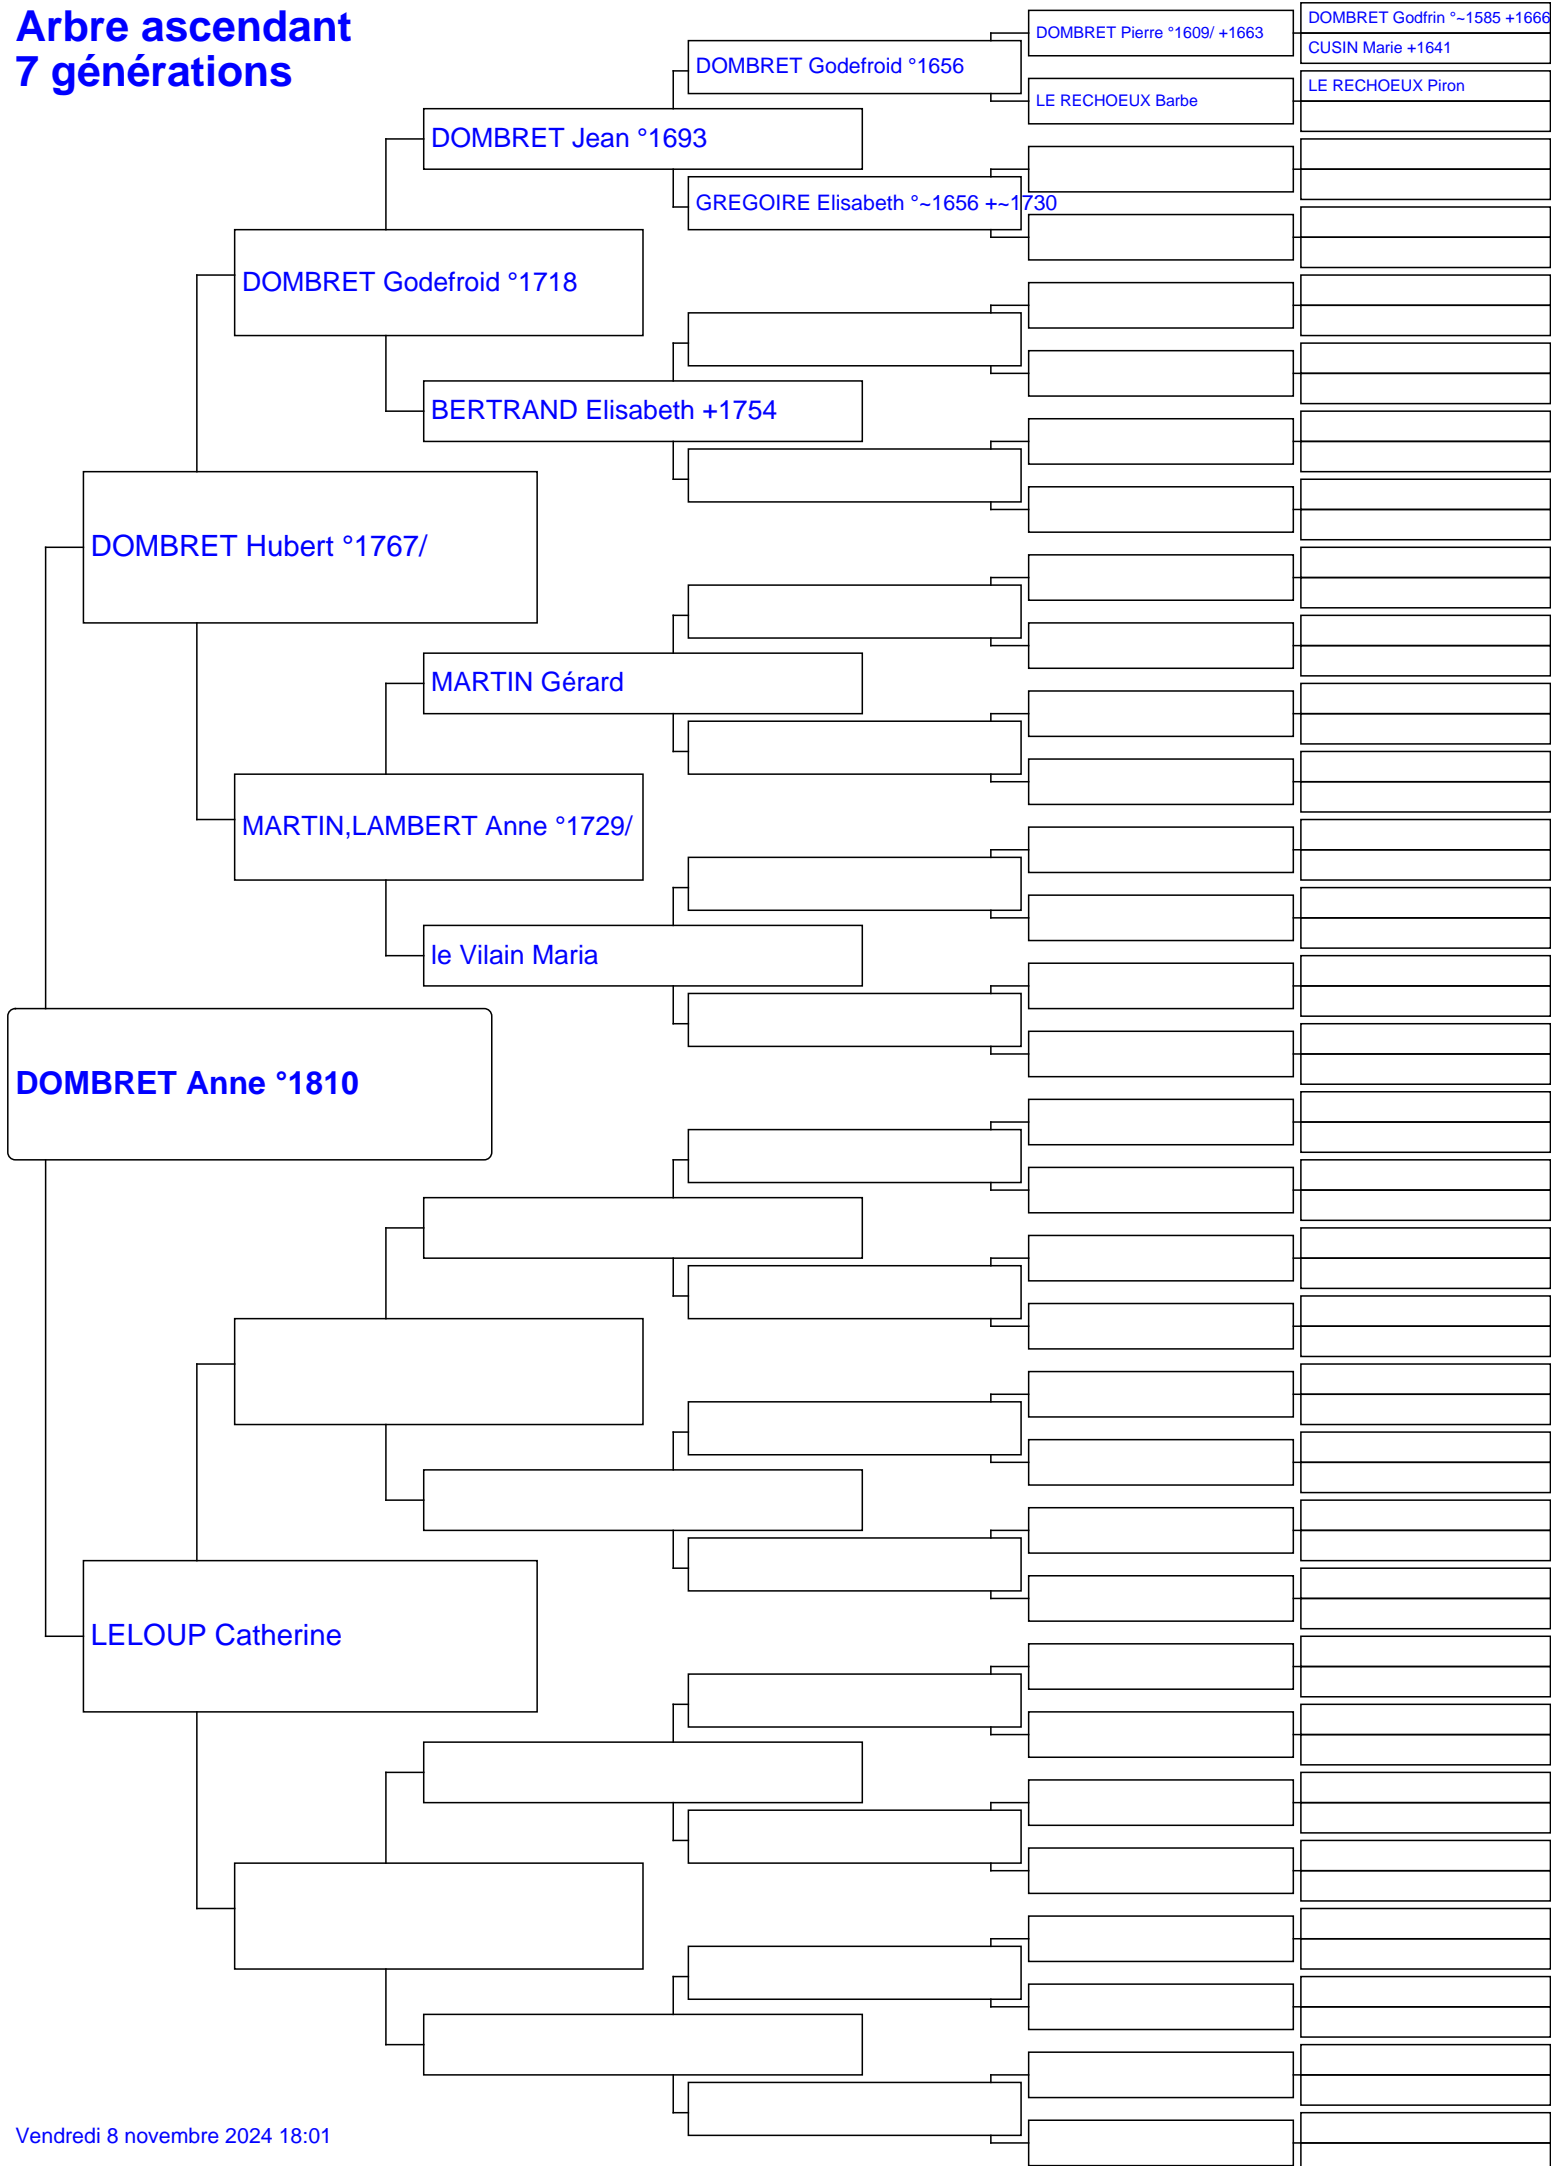 Arbre ascendant
7 générations
DOMBRET Godfrin °~1585 +1666
DOMBRET Pierre °1609/ +1663
CUSIN Marie +1641
DOMBRET Godefroid °1656
LE RECHOEUX Piron
LE RECHOEUX Barbe
DOMBRET Jean °1693
GREGOIRE Elisabeth °~1656 +~1730
DOMBRET Godefroid °1718
BERTRAND Elisabeth +1754
DOMBRET Hubert °1767/
MARTIN Gérard
MARTIN,LAMBERT Anne °1729/
le Vilain Maria
DOMBRET Anne °1810
LELOUP Catherine
Vendredi 8 novembre 2024 18:01